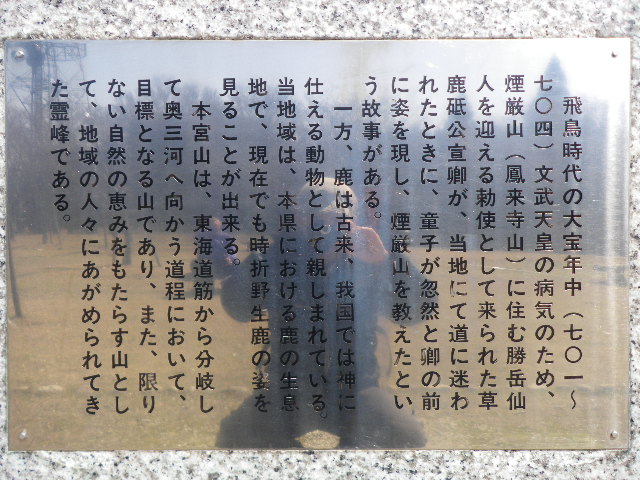 飛鳥時代の大宝年中(七〇一～
七〇四)文武天皇の病気のため、
煙厳山(鳳来寺山)に住む勝岳仙
人を迎える勅使として来られた草
鹿砥公宣卿が、当地にて道に迷わ
れたときに、童子が忽然と卿の前
に姿を現し、煙厳山を教えたとい
う故事がある。
一方、鹿は古来、我国では神に
仕える動物として親しまれている。
当地域は、本県における鹿の生息
地で、現在でも時折野生鹿の姿を
見ることが出来る。
本宮山は、東海道筋から分岐し
て奥三河へ向かう道程において、
目標となる山であり、また、限り
ない自然の恵みをもたらす山とし
て、地域の人々にあがめられてき
た霊峰である。